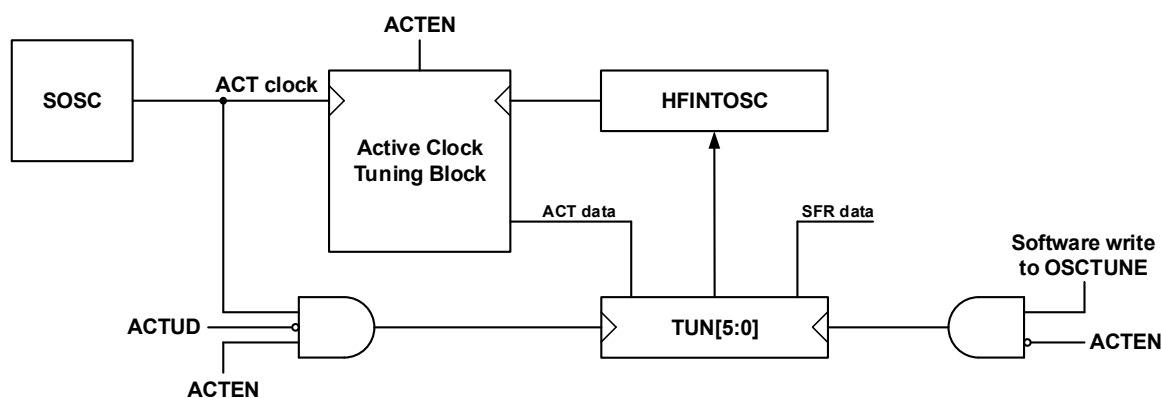 ACTEN
SOSC
ACT clock
HFINTOSC
Active Clock
Tuning Block
ACT data
SFR data
Software write
to OSCTUNE
ACTUD
TUN[5:0]
ACTEN
ACTEN